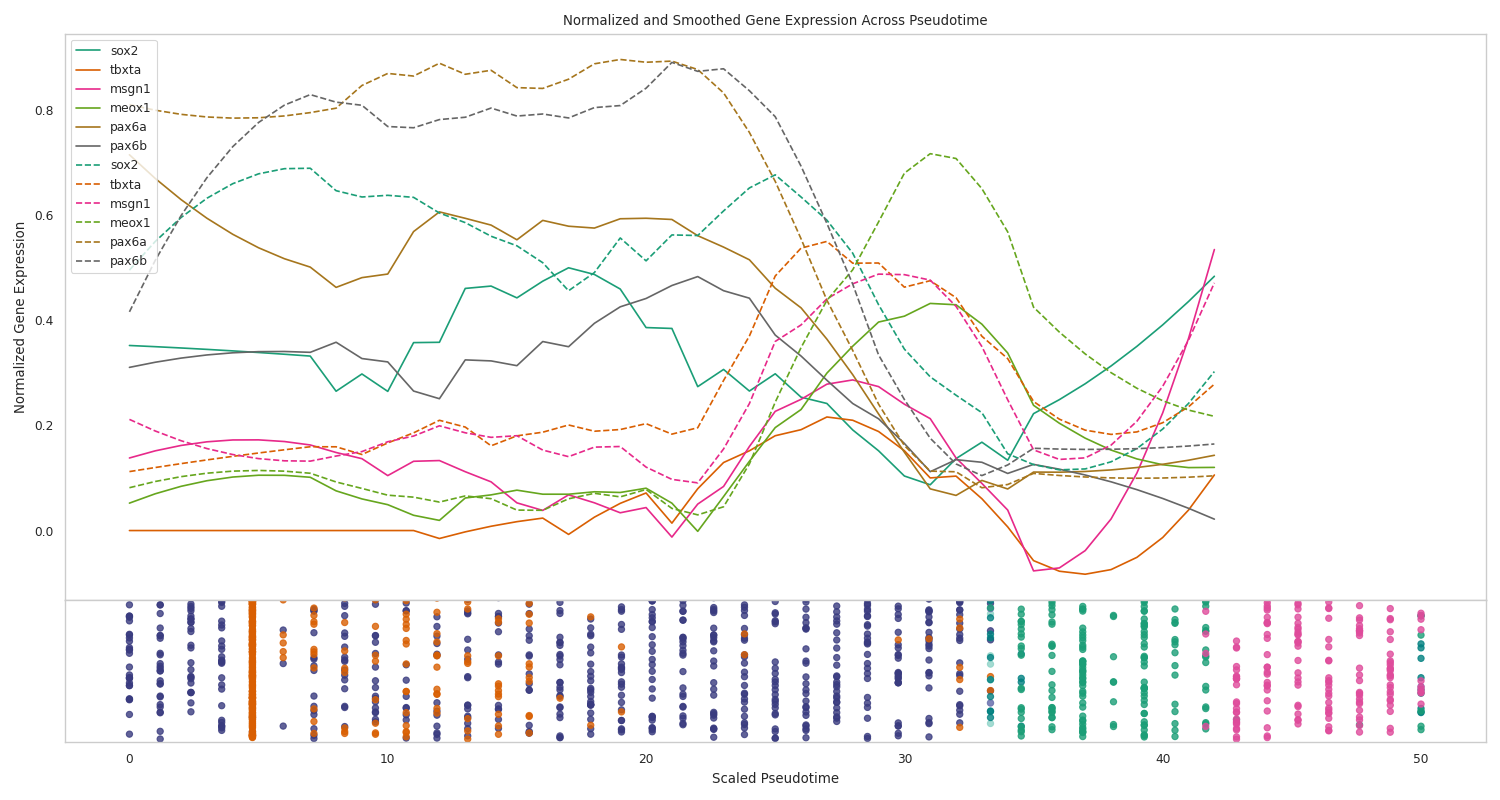 Normalized and Smoothed Gene Expression Across Pseudotime
sox2
tbxta
msgn1
meox1
pax6a
pax6b
sox2
tbxta
msgn1
meox1
pax6a
pax6b
Normalized Gene Expression
0.8
0.6
0.4
0.2
0.0
0 10 20 30 40 50
Scaled Pseudotime